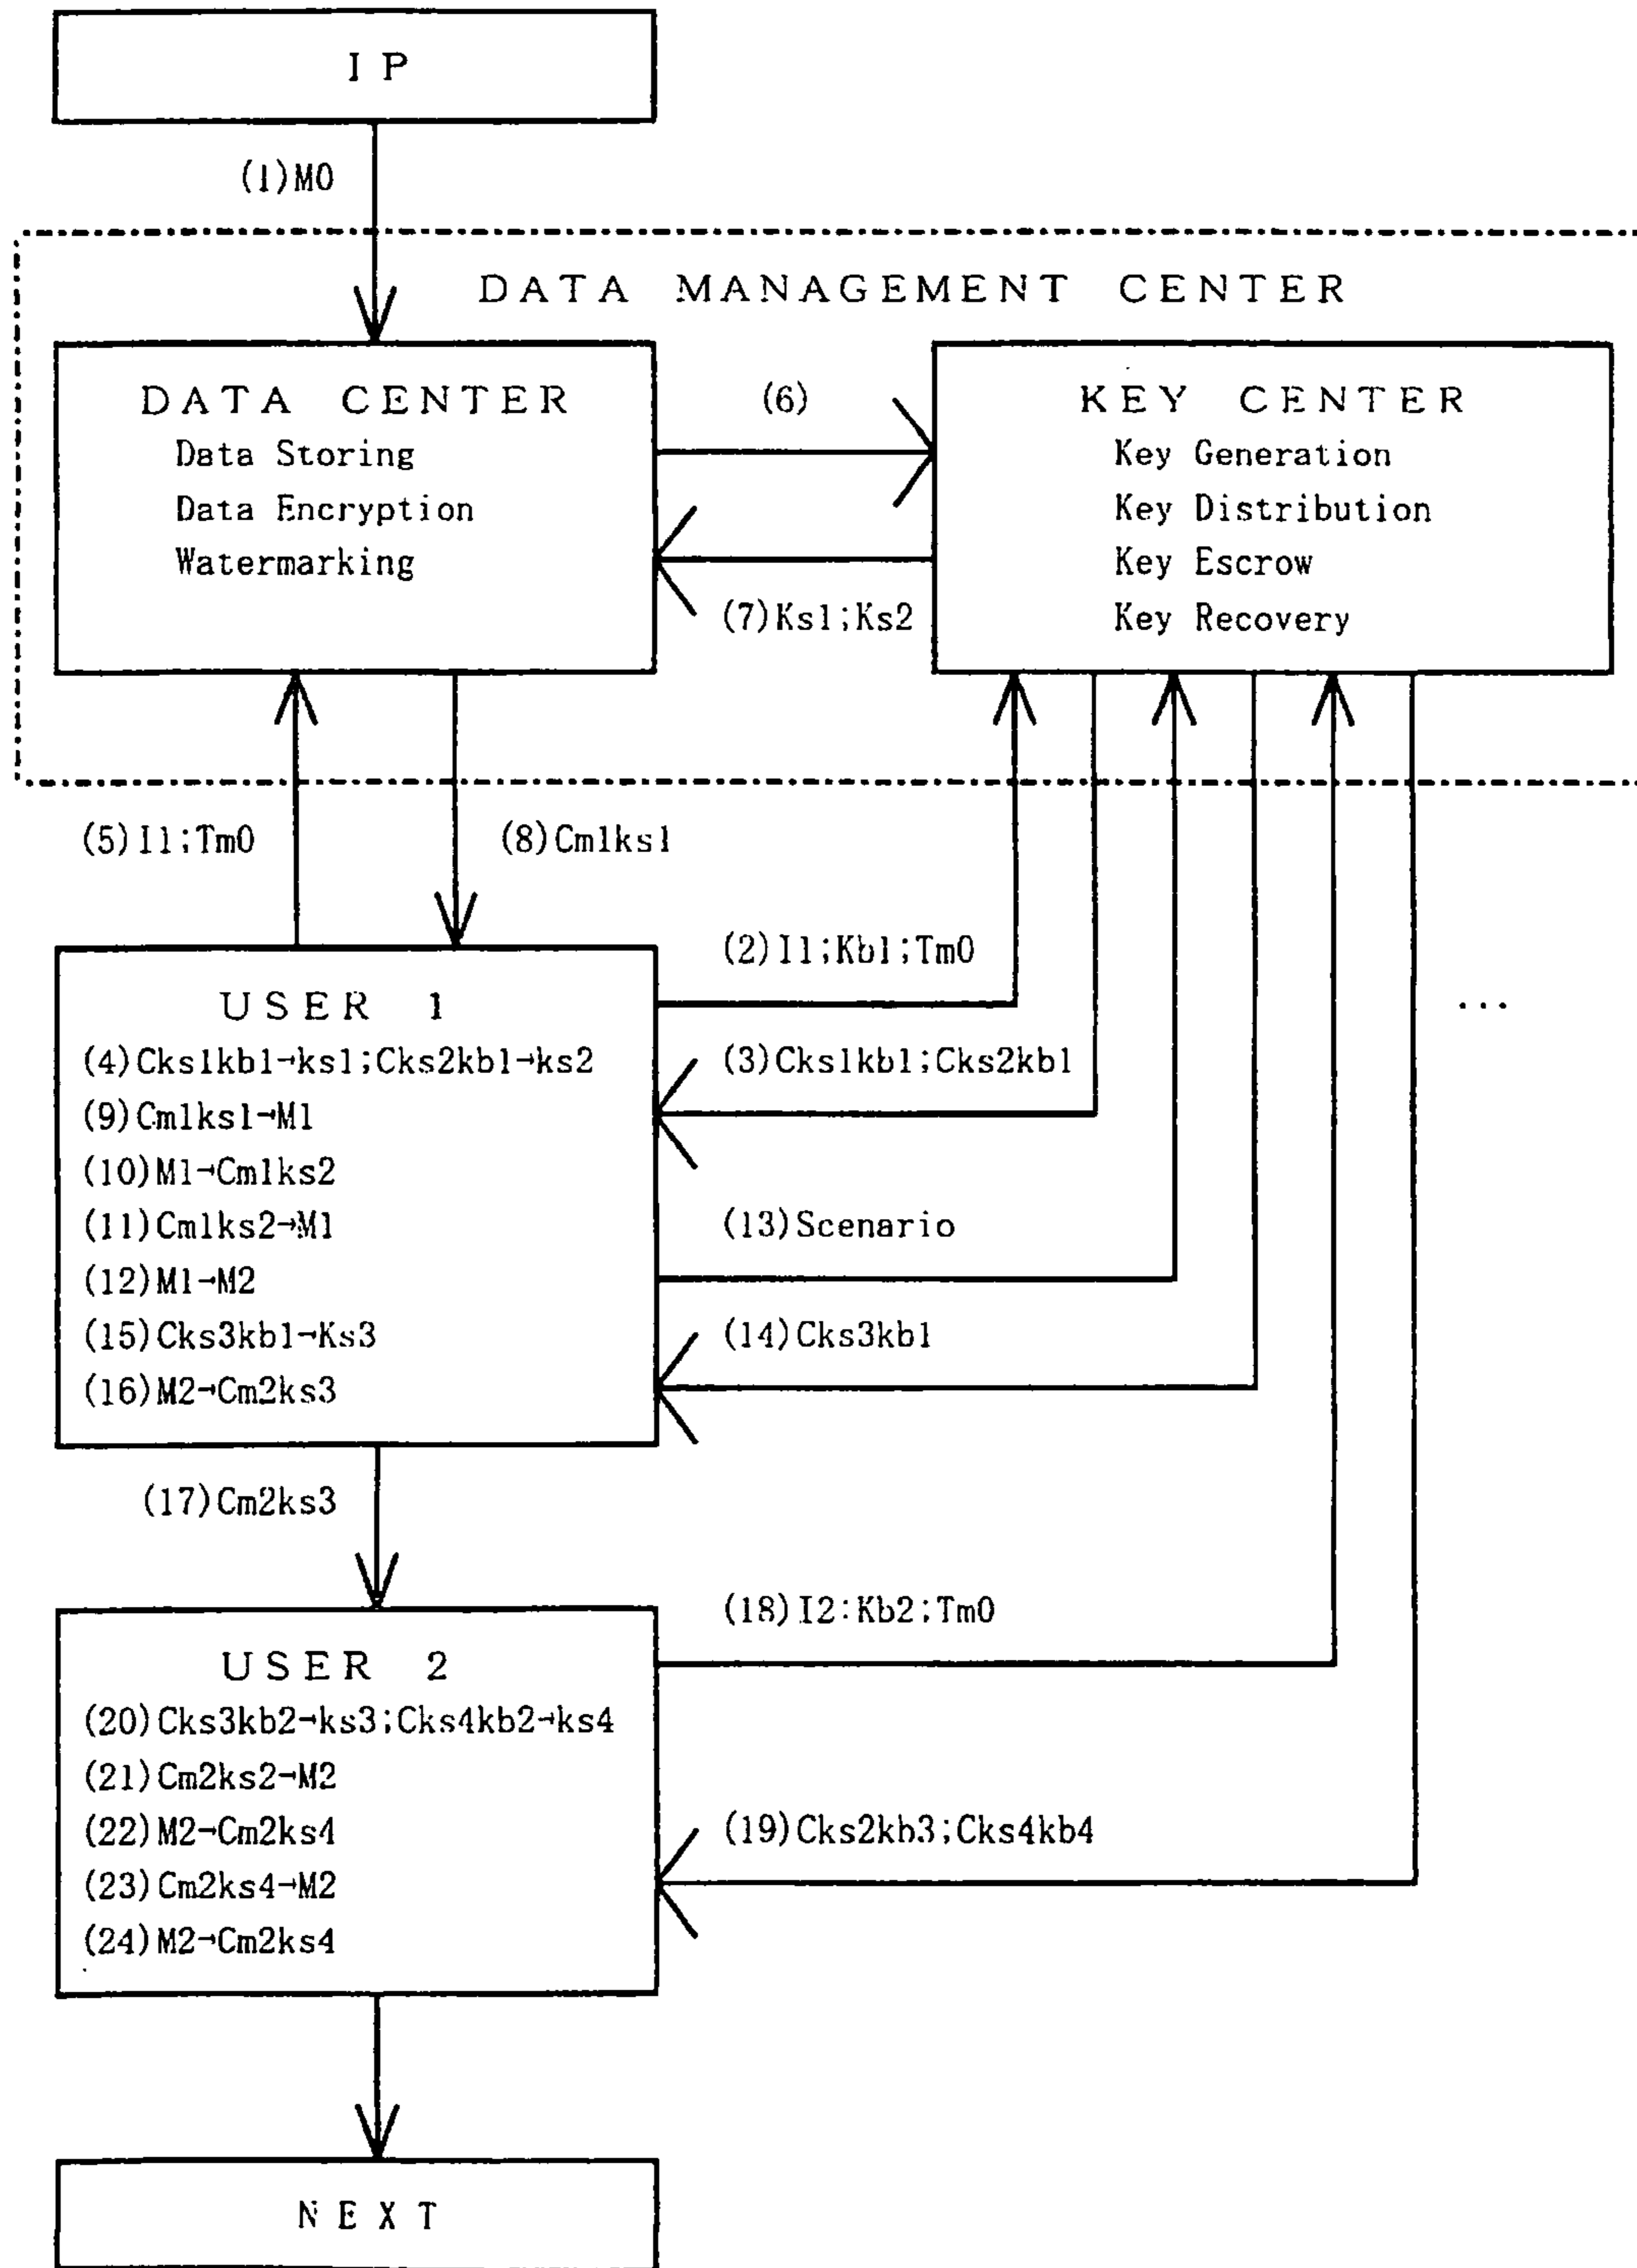 I P
(1)M0
DATA MANAGEMENT CENTER
DATA CENTER
Data Storing
Data Encryption
Watermarking
(6)
(7)Ks1;Ks2
KEY CENTER
Key Generation
Key Distribution
Key Escrow
Key Recovery
(5)I1;Tm0
(8)Cm1ks1
(2)I1;Kb1;Tm0
USER 1
(4)Cks1kb1→ks1;Cks2kb1→ks2
(3)Cks1kb1;Cks2kb1
(9)Cm1ks1→M1
(10)M1→Cm1ks2
(11)Cm1ks2→M1
(13)Scenario
(12)M1→M2
(15)Cks3kb1→Ks3
(14)Cks3kb1
(16)M2→Cm2ks3
...
(17)Cm2ks3
(18)I2:Kb2;Tm0
USER 2
(20)Cks3kb2→ks3;Cks4kb2→ks4
(21)Cm2ks2→M2
(22)M2→Cm2ks4
(19)Cks2kb3;Cks4kb4
(23)Cm2ks4→M2
(24)M2→Cm2ks4
NEXT